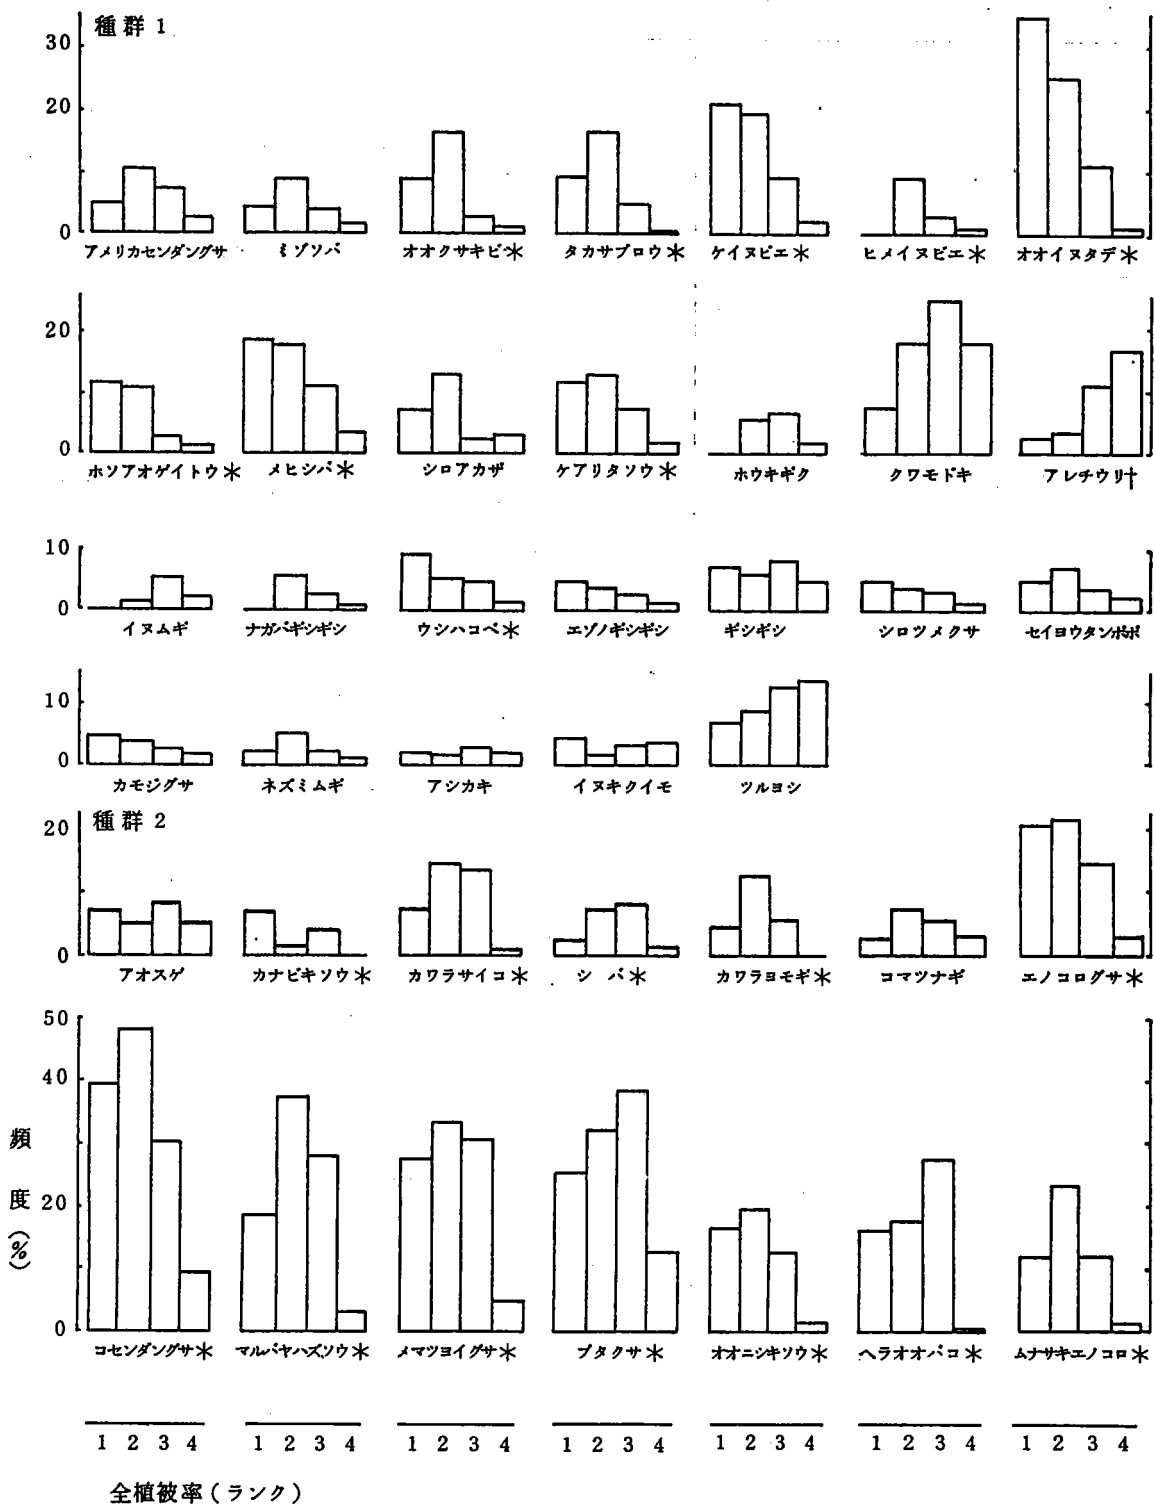 種群 1
30
20
0
アメリカセンダングサ ミゾソバ オオクサキビ* タカサブロウ* ケイヌビエ* ヒメイヌビエ* オオイヌタデ*
20
0
ホソアオゲイトウ* メヒシバ* シロアカザ ケアリタソウ* ホウキギク クワモドキ アレチウリ†
10
0
イヌムギ ナガバギシギシ ウシハコベ* エゾノギシギシ ギシギシ シロツメクサ セイヨウタンポポ
10
0
カモジグサ ネズミムギ アシカキ イヌキクイモ ツルヨシ
種群 2
20
0
アオスゲ カナビキソウ* カワラサイコ* シバ* カワラヨモギ* コマツナギ エノコログサ*
50
40
20
0
頻度(%)
コセンダングサ* マルバヤハズソウ* メマツヨイグサ* ブタクサ* オオニシキソウ* ヘラオオバコ* ムラサキエノコロ*
1 2 3 4 1 2 3 4 1 2 3 4 1 2 3 4 1 2 3 4 1 2 3 4 1 2 3 4
全植被率(ランク)